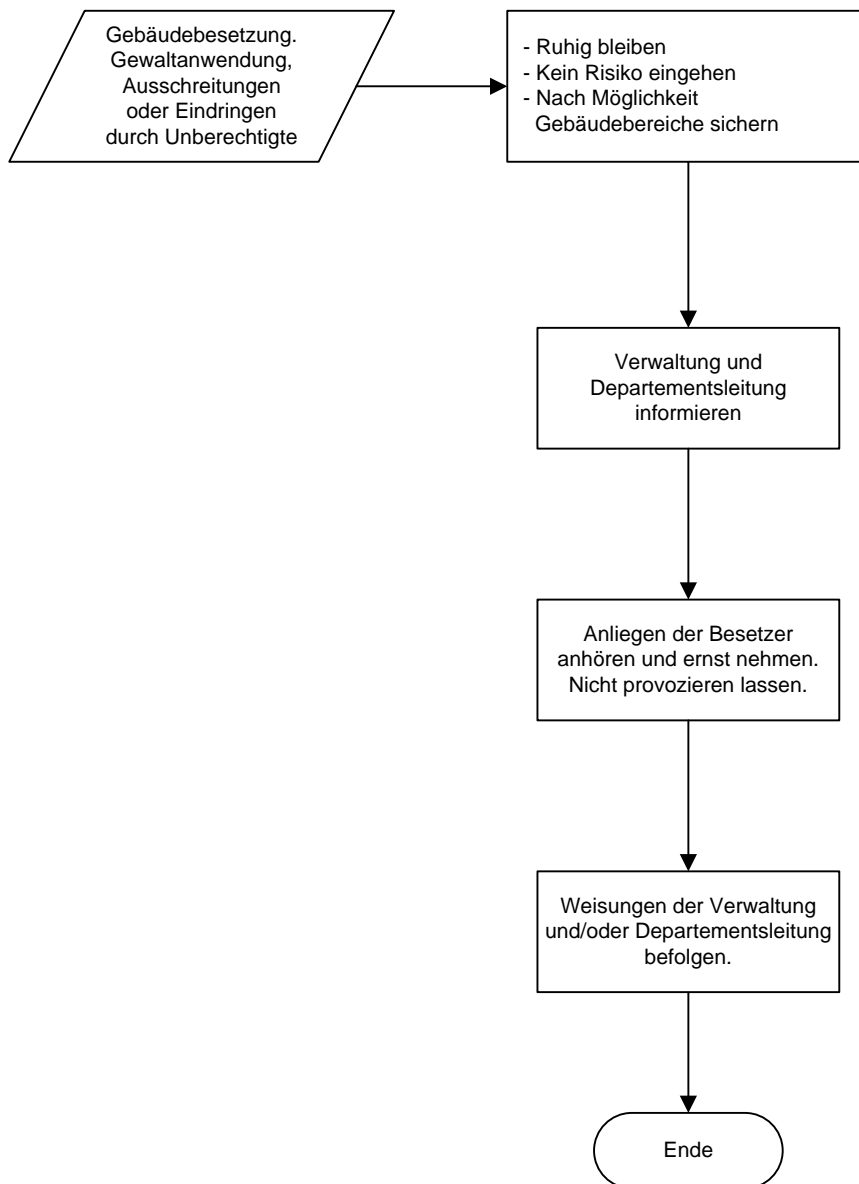 Gebäudebesetzung.
Gewaltanwendung,
Ausschreitungen
oder Eindringen
durch Unberechtigte
- Ruhig bleiben
- Kein Risiko eingehen
- Nach Möglichkeit
Gebäudebereiche sichern
Verwaltung und
Departementsleitung
informieren
Anliegen der Besetzer
anhören und ernst nehmen.
Nicht provozieren lassen.
Weisungen der Verwaltung
und/oder Departementsleitung
befolgen.
Ende